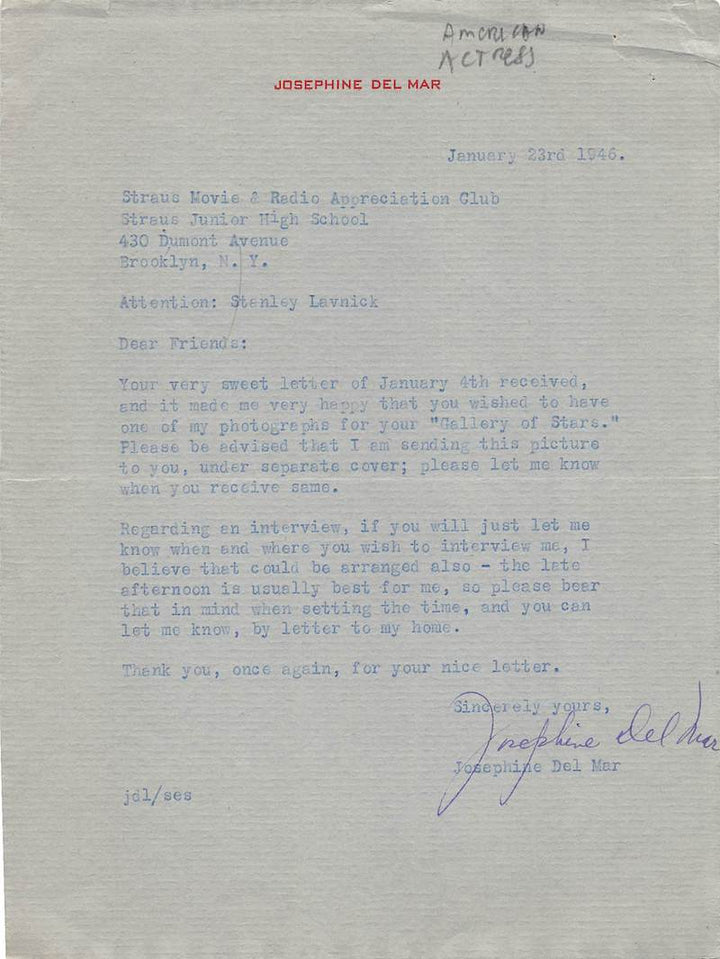 AMERICAN
ACTRESS
JOSEPHINE DEL MAR
January 23rd 1946.
Straus Movie & Radio Appreciation Club
Straus Junior High School
430 Dumont Avenue
Brooklyn, N. Y.
Attention: Stanley Lavnick
Dear Friends:
Your very sweet letter of January 4th received,
and it made me very happy that you wished to have
one of my photographs for your "Gallery of Stars."
Please be advised that I am sending this picture
to you, under separate cover; please let me know
when you receive same.
Regarding an interview, if you will just let me
know when and where you wish to interview me, I
believe that could be arranged also - the late
afternoon is usually best for me, so please bear
that in mind when setting the time, and you can
let me know, by letter to my home.
Thank you, once again, for your nice letter.
Sincerely yours,
Josephine Del Mar
Josephine Del Mar
jdl/ses